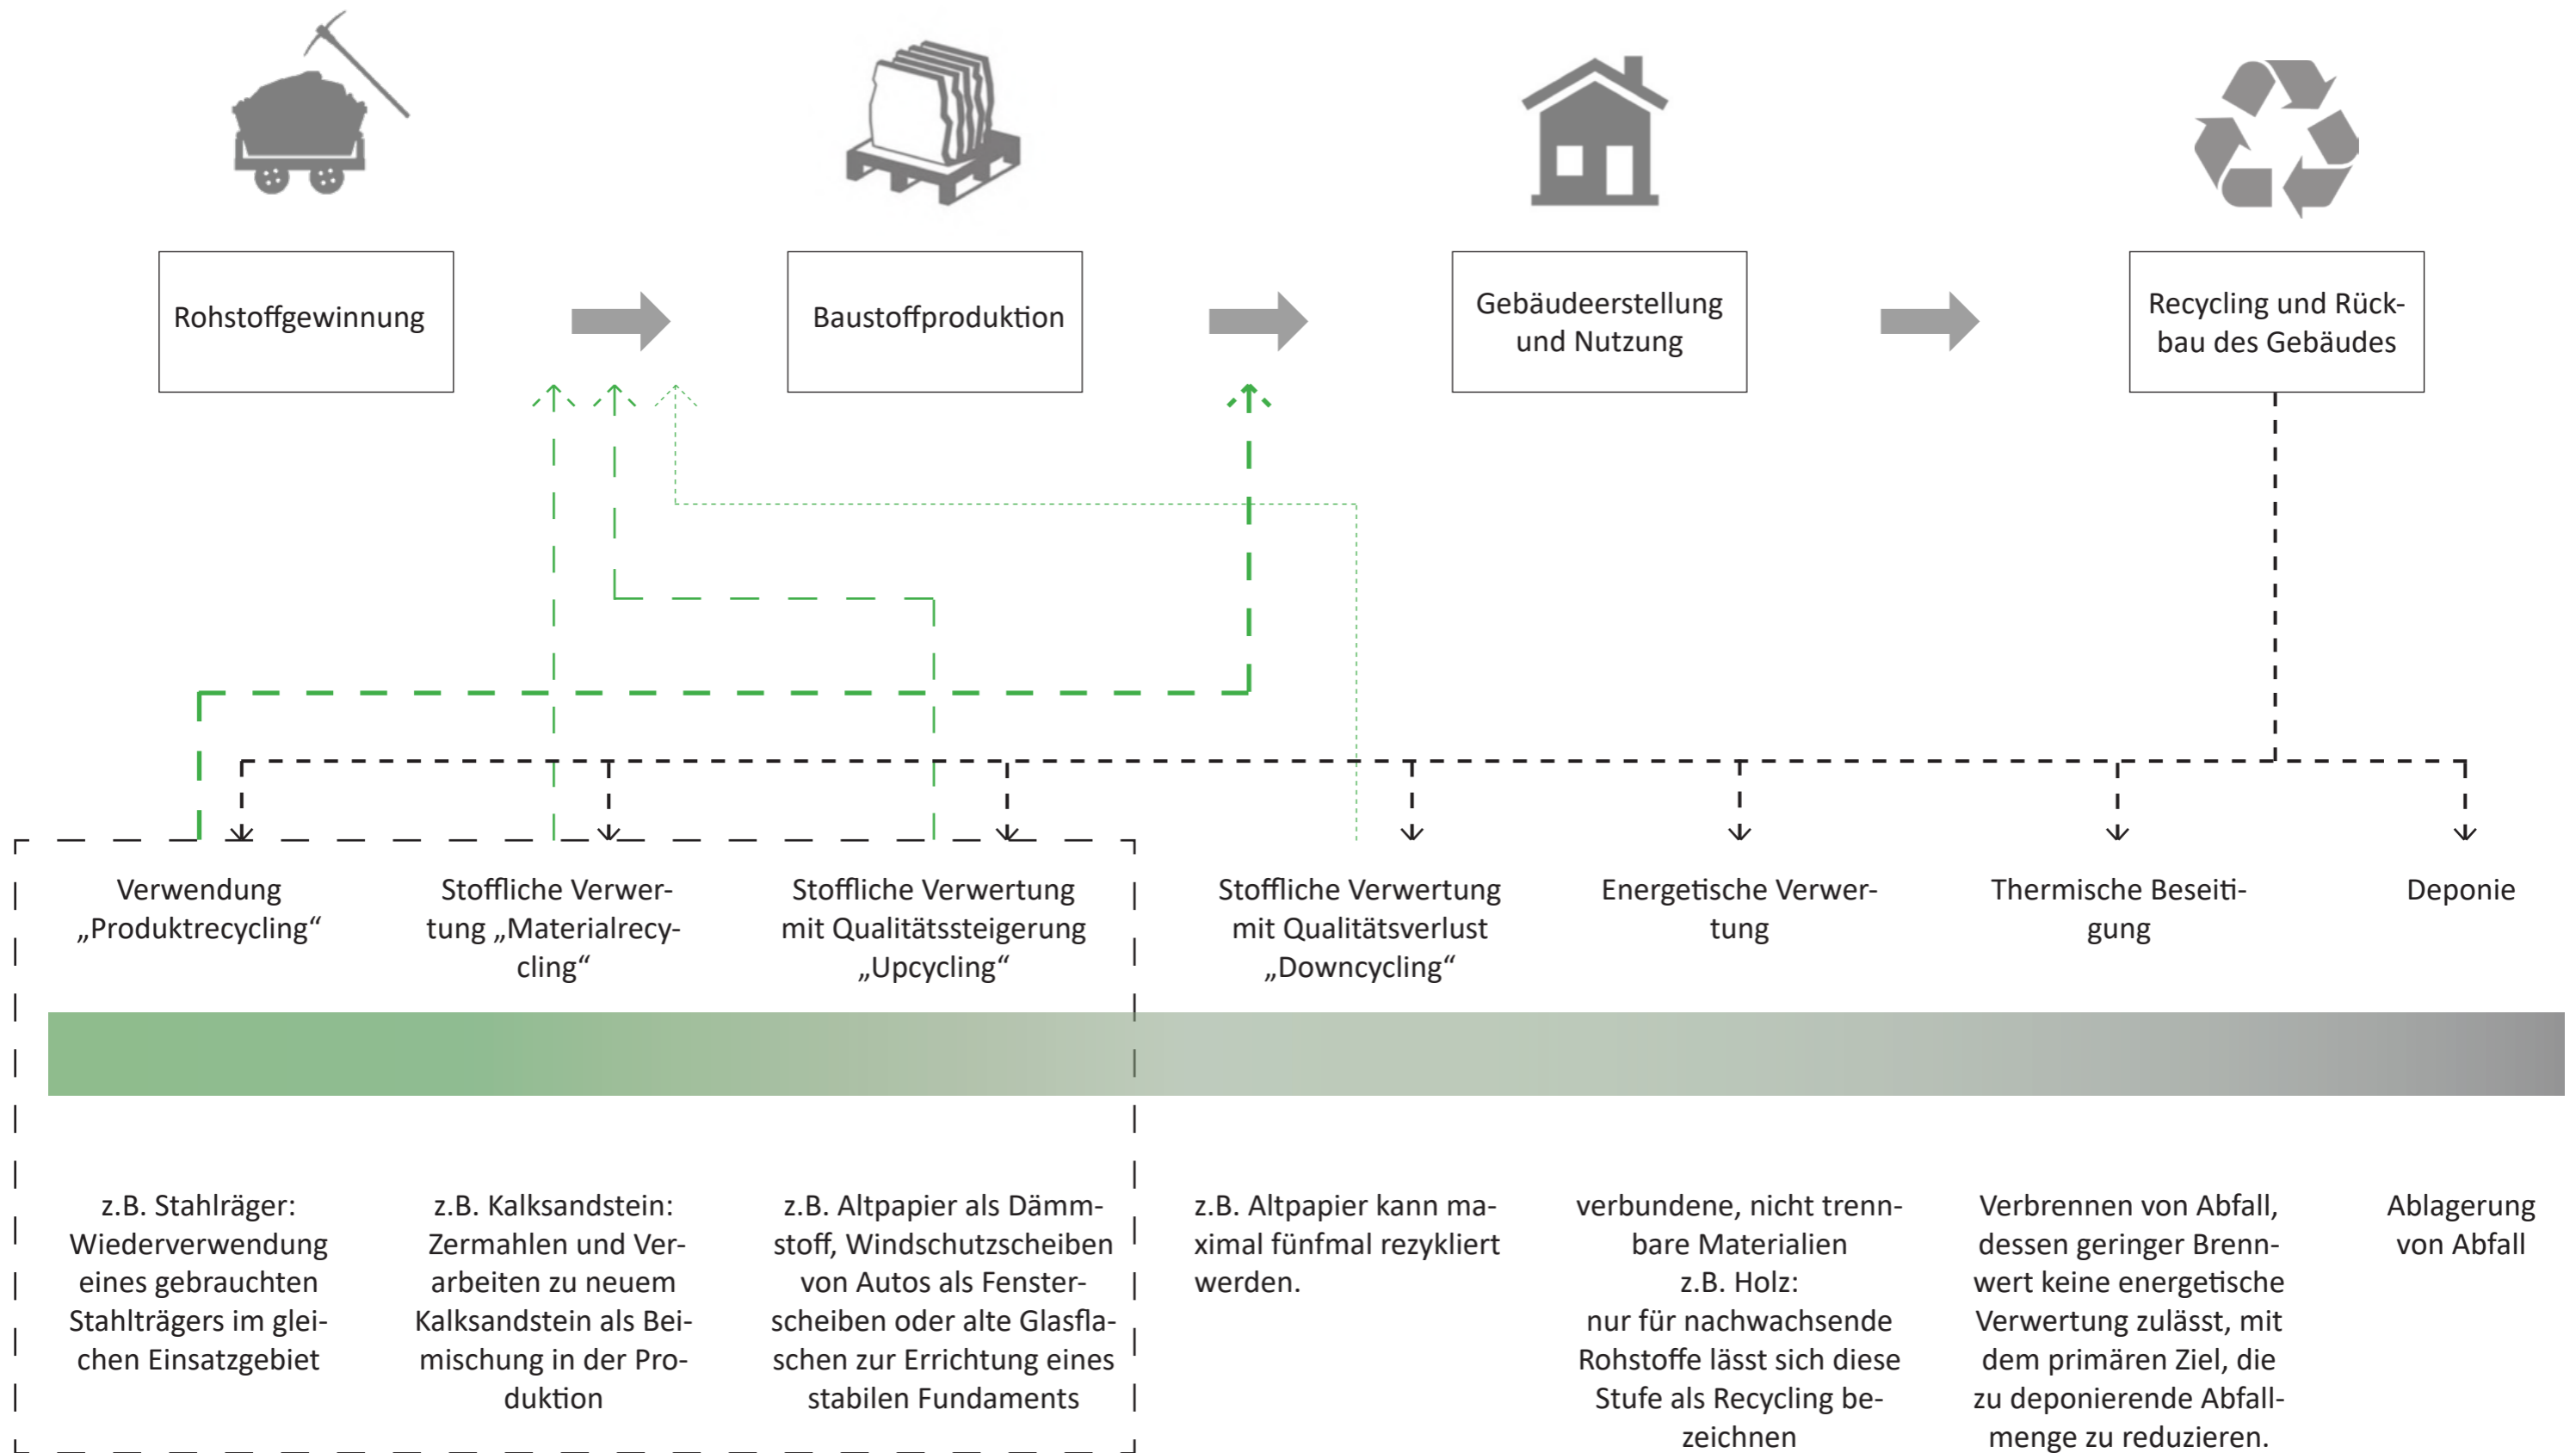 Rohstoffgewinnung
Baustoffproduktion
Gebäudeerstellung
und Nutzung
Recycling und Rück-
bau des Gebäudes
Verwendung
„Produktrecycling“
Stoffliche Verwer-
tung „Materialrecy-
cling“
Stoffliche Verwertung
mit Qualitätssteigerung
„Upcycling“
Stoffliche Verwertung
mit Qualitätsverlust
„Downcycling“
Energetische Verwer-
tung
Thermische Beseiti-
gung
Deponie
z.B. Stahlräger:
Wiederverwendung
eines gebrauchten
Stahlträgers im glei-
chen Einsatzgebiet
z.B. Kalksandstein:
Zermahlen und Ver-
arbeiten zu neuem
Kalksandstein als Bei-
mischung in der Pro-
duktion
z.B. Altpapier als Dämm-
stoff, Windschutzscheiben
von Autos als Fenster-
scheiben oder alte Glasfla-
schen zur Errichtung eines
stabilen Fundaments
z.B. Altpapier kann ma-
ximal fünfmal rezykliert
werden.
verbundene, nicht trenn-
bare Materialien
z.B. Holz:
nur für nachwachsende
Rohstoffe lässt sich diese
Stufe als Recycling be-
zeichnen
Verbrennen von Abfall,
dessen geringer Brenn-
wert keine energetische
Verwertung zulässt, mit
dem primären Ziel, die
zu deponierende Abfall-
menge zu reduzieren.
Ablagerung
von Abfall